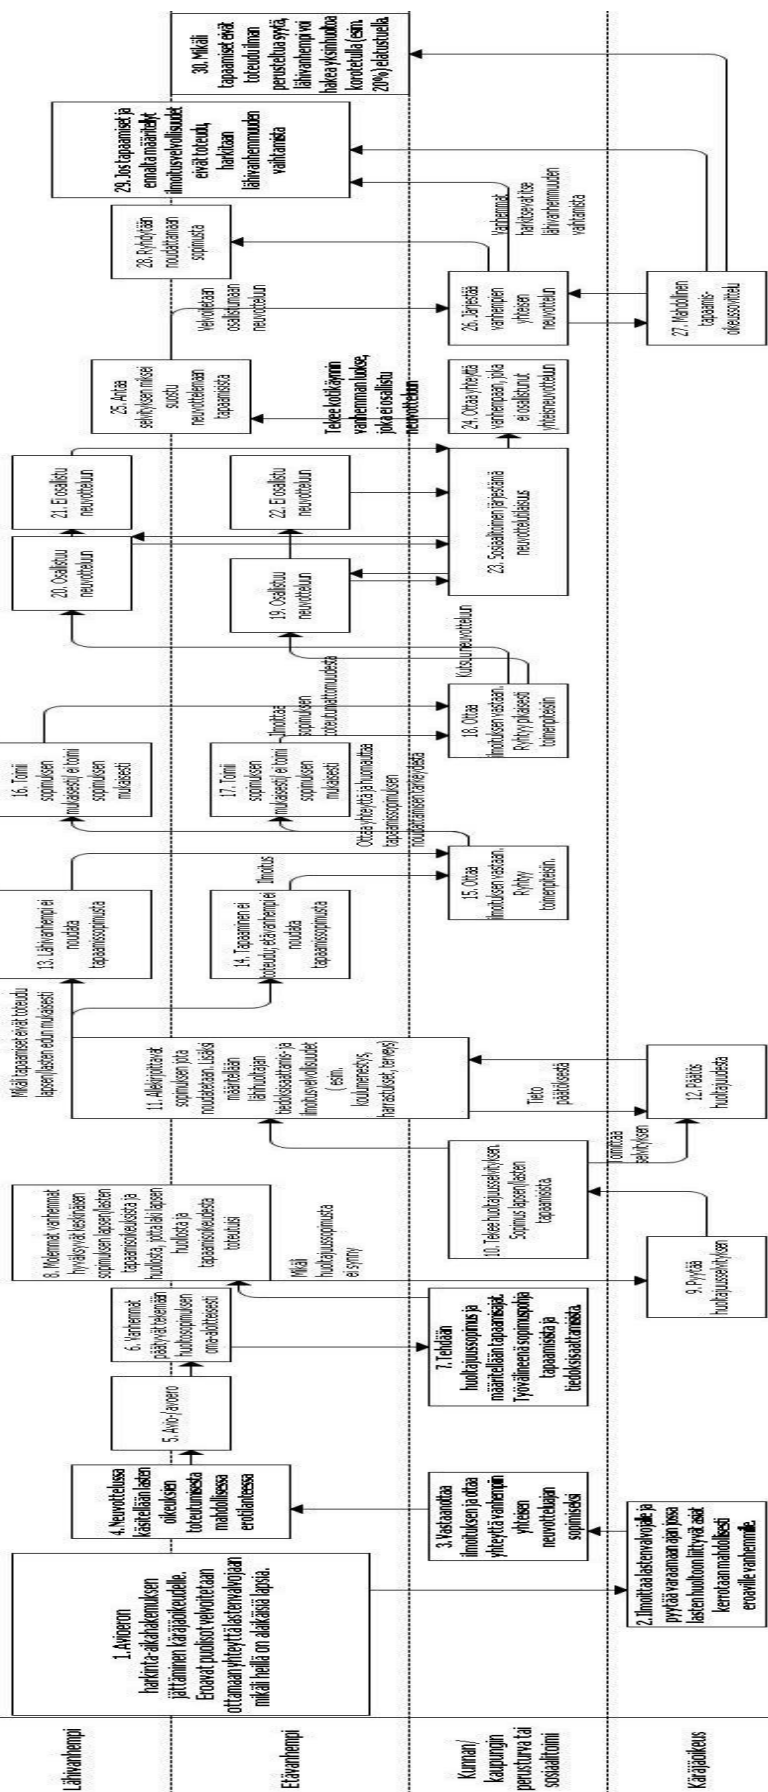 Lähivanhempi
Etävanhempi
Kunnan/
kaupungin
perusturva tai
sosiaalitoimi
Käräjäoikeus
1. Avioeron
harkinta-aikahakemuksen
jättäminen käräjäoikeudelle.
Eroavat puolisot velvoitetaan
ottamaan yhteyttä lastenvalvojaan
mikäli heillä on alaikäisiä lapsia.
2. Ilmoittaa lastenvalvojalle ja
pyytää varaamaan ajan jossa
lasten huoltoon liittyvät asiat
kerrotaan mahdollisesti
eroaville vanhemmille.
3. Vastaanottaa
ilmoituksen ja ottaa
yhteyttä vanhempiin
yhteisen
neuvotteluajan
sopimiseksi
4. Neuvottelussa
käsitellään lasten
oikeuksien
toteutumisesta
mahdollisessa
erotilanteessa
5. Avio-/avoero
6. Vanhemmat
päätyvät tekemään
huoltosopimuksen
oma-aloitteisesti
7. Tehdään
huoltajuussopimus ja
määritellään tapaamisajat.
Työvälineenä sopimuspohja
tapaamisista ja
tiedoksisaattamisista.
8. Molemmat vanhemmat
hyväksyvät keskinäisen
sopimuksen lapsen/lasten
tapaamisoikeuksista ja
huollosta, jotta laki lapsen
huollosta ja
tapaamisoikeudesta
toteutuisi
Mikäli
huoltajuussopimusta
ei synny
9. Pyytää
huoltajuusselvityksen
10. Tekee huoltajuusselvityksen.
Sopimus lapsen/lasten
tapaamisista.
Toimittaa
selvityksen
11. Allekirjoittavat
sopimuksen jota
noudatetaan. Lisäksi
määritellään
lähihuoltajan
tiedoksisaattamis- ja
ilmoitusvelvollisuudet
(esim.
koulumenestys,
harrastukset, terveys)
Tieto
päätöksestä
12. Päätös
huoltajuudesta
Mikäli tapaamiset eivät toteudu
lapsen/lasten edun mukaisesti
13. Lähivanhempi ei
noudata
tapaamissopimusta
14. Tapaaminen ei
toteudu; etävanhempi ei
noudata
tapaamissopimusta
Ilmoitus
15. Ottaa
ilmoituksen vastaan.
Ryhtyy
toimenpiteisiin.
Ottaa yhteyttä ja huomauttaa
tapaamissopimuksen
noudattamisen tärkeydestä
16. Toimii
sopimuksen
mukaisesti/ ei toimi
sopimuksen
mukaisesti
17. Toimii
sopimuksen
mukaisesti/ ei toimi
sopimuksen
mukaisesti
Ilmoittaa
sopimuksen
toteutumattomuudesta
18. Ottaa
ilmoituksen vastaan.
Ryhtyy pikaisesti
toimenpiteisiin
Kutsuu neuvotteluun
19. Osallistuu
neuvotteluun
20. Osallistuu
neuvotteluun
21. Ei osallistu
neuvotteluun
22. Ei osallistu
neuvotteluun
23. Sosiaalitoimen järjestämä
neuvottelutilaisuus
24. Ottaa yhteyttä
vanhempaan, joka
ei osallistunut
yhteisneuvotteluun
Tekee kotikäynnin
vanhemman luokse,
joka ei osallistu
neuvotteluun
25. Antaa
selvityksen miksei
suostu
neuvottelemaan
tapaamisista
Velvoitetaan
osallistumaan
neuvotteluun
26. Järjestää
vanhempien
yhteisen
neuvottelun
27. Mahdollinen
tapaamis-
oikeussovittelu
28. Ryhdytään
noudattamaan
sopimusta
Vanhemmat
harkitsevat itse
lähivanhemmuuden
vaihtamista
29. Jos tapaamiset ja
ennalta määritellyt
ilmoitusvelvollisuudet
eivät toteudu,
harkitaan
lähivanhemmuuden
vaihtamista
30. Mikäli
tapaamiset eivät
toteudu ilman
perusteltua syytä,
lähivanhempi voi
hakea yksinhuoltoa
korotetulla (esim.
20%) elatustuella.